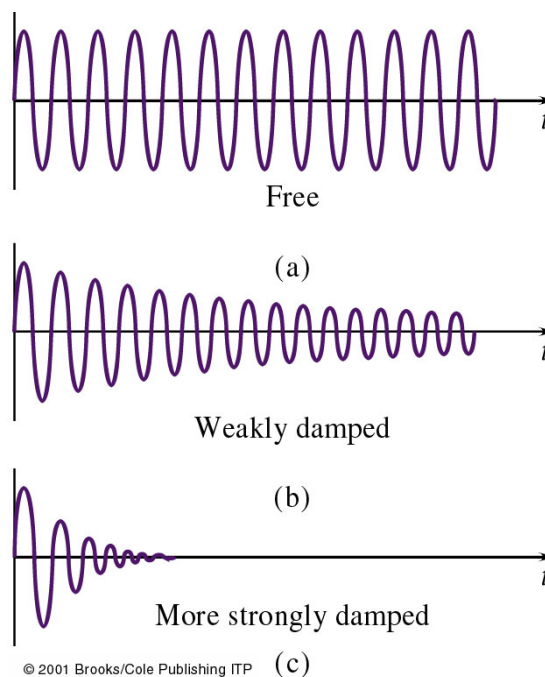 t
Free
(a)
t
Weakly damped
(b)
t
More strongly damped
© 2001 Brooks/Cole Publishing ITP
(c)